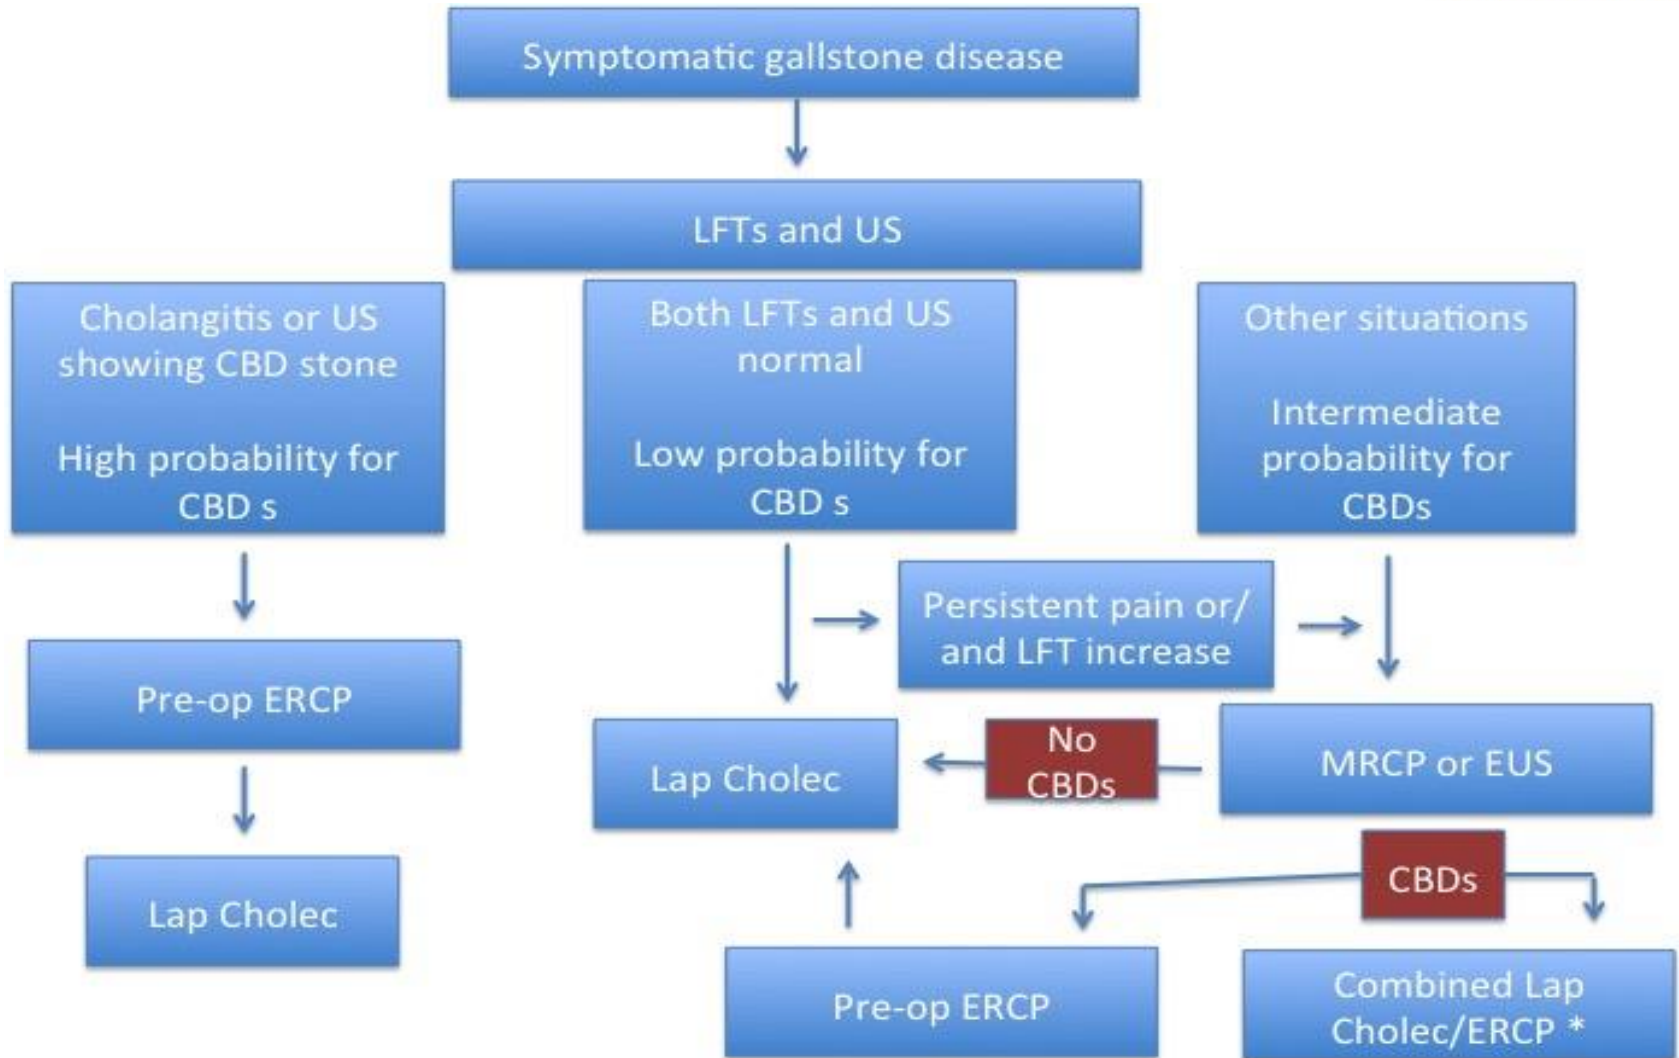 Symptomatic gallstone disease
LFTs and US
Cholangitis or US
showing CBD stone
High probability for
CBD s
Both LFTs and US
normal
Low probability for
CBD s
Other situations
Intermediate
probability for
CBDs
Persistent pain or/
and LFT increase
Pre-op ERCP
Lap Cholec
No
CBDs
MRCP or EUS
Lap Cholec
CBDs
Pre-op ERCP
Combined Lap
Cholec/ERCP *